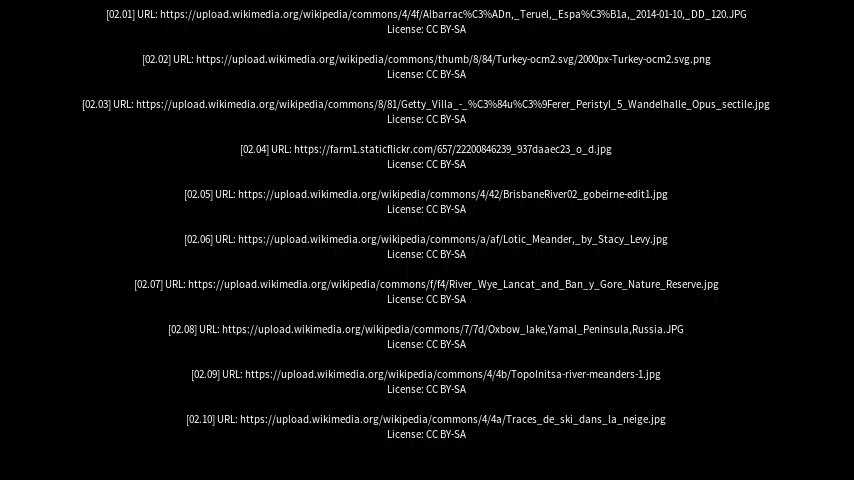 [02.01] URL: https://upload.wikimedia.org/wikipedia/commons/4/4f/Albarrac%C3%ADn,_Teruel,_Espa%C3%B1a,_2014-01-10,_DD_120.JPG
License: CC BY-SA
[02.02] URL: https://upload.wikimedia.org/wikipedia/commons/thumb/8/84/Turkey-ocm2.svg/2000px-Turkey-ocm2.svg.png
License: CC BY-SA
[02.03] URL: https://upload.wikimedia.org/wikipedia/commons/8/81/Getty_Villa_-_%C3%84u%C3%9Ferer_Peristyl_5_Wandelhalle_Opus_sectile.jpg
License: CC BY-SA
[02.04] URL: https://farm1.staticflickr.com/657/22200846239_937daaec23_o_d.jpg
License: CC BY-SA
[02.05] URL: https://upload.wikimedia.org/wikipedia/commons/4/42/BrisbaneRiver02_gobeirne-edit1.jpg
License: CC BY-SA
[02.06] URL: https://upload.wikimedia.org/wikipedia/commons/a/af/Lotic_Meander,_by_Stacy_Levy.jpg
License: CC BY-SA
[02.07] URL: https://upload.wikimedia.org/wikipedia/commons/f/f4/River_Wye_Lancat_and_Ban_y_Gore_Nature_Reserve.jpg
License: CC BY-SA
[02.08] URL: https://upload.wikimedia.org/wikipedia/commons/7/7d/Oxbow_lake,Yamal_Peninsula,Russia.JPG
License: CC BY-SA
[02.09] URL: https://upload.wikimedia.org/wikipedia/commons/4/4b/Topolnitsa-river-meanders-1.jpg
License: CC BY-SA
[02.10] URL: https://upload.wikimedia.org/wikipedia/commons/4/4a/Traces_de_ski_dans_la_neige.jpg
License: CC BY-SA